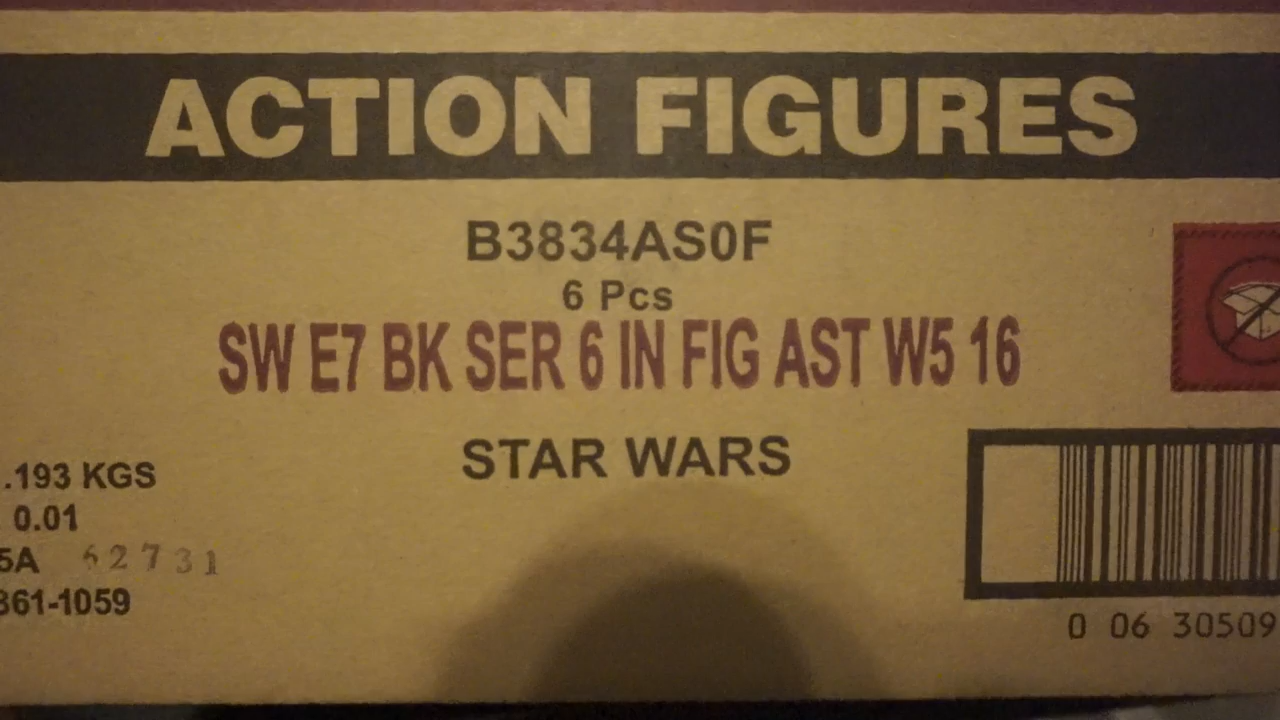 ACTION FIGURES
B3834AS0F
6 Pcs
SW E7 BK SER 6 IN FIG AST W5 16
STAR WARS
.193 KGS
0.01
5A 62731
861-1059
0 06 30509